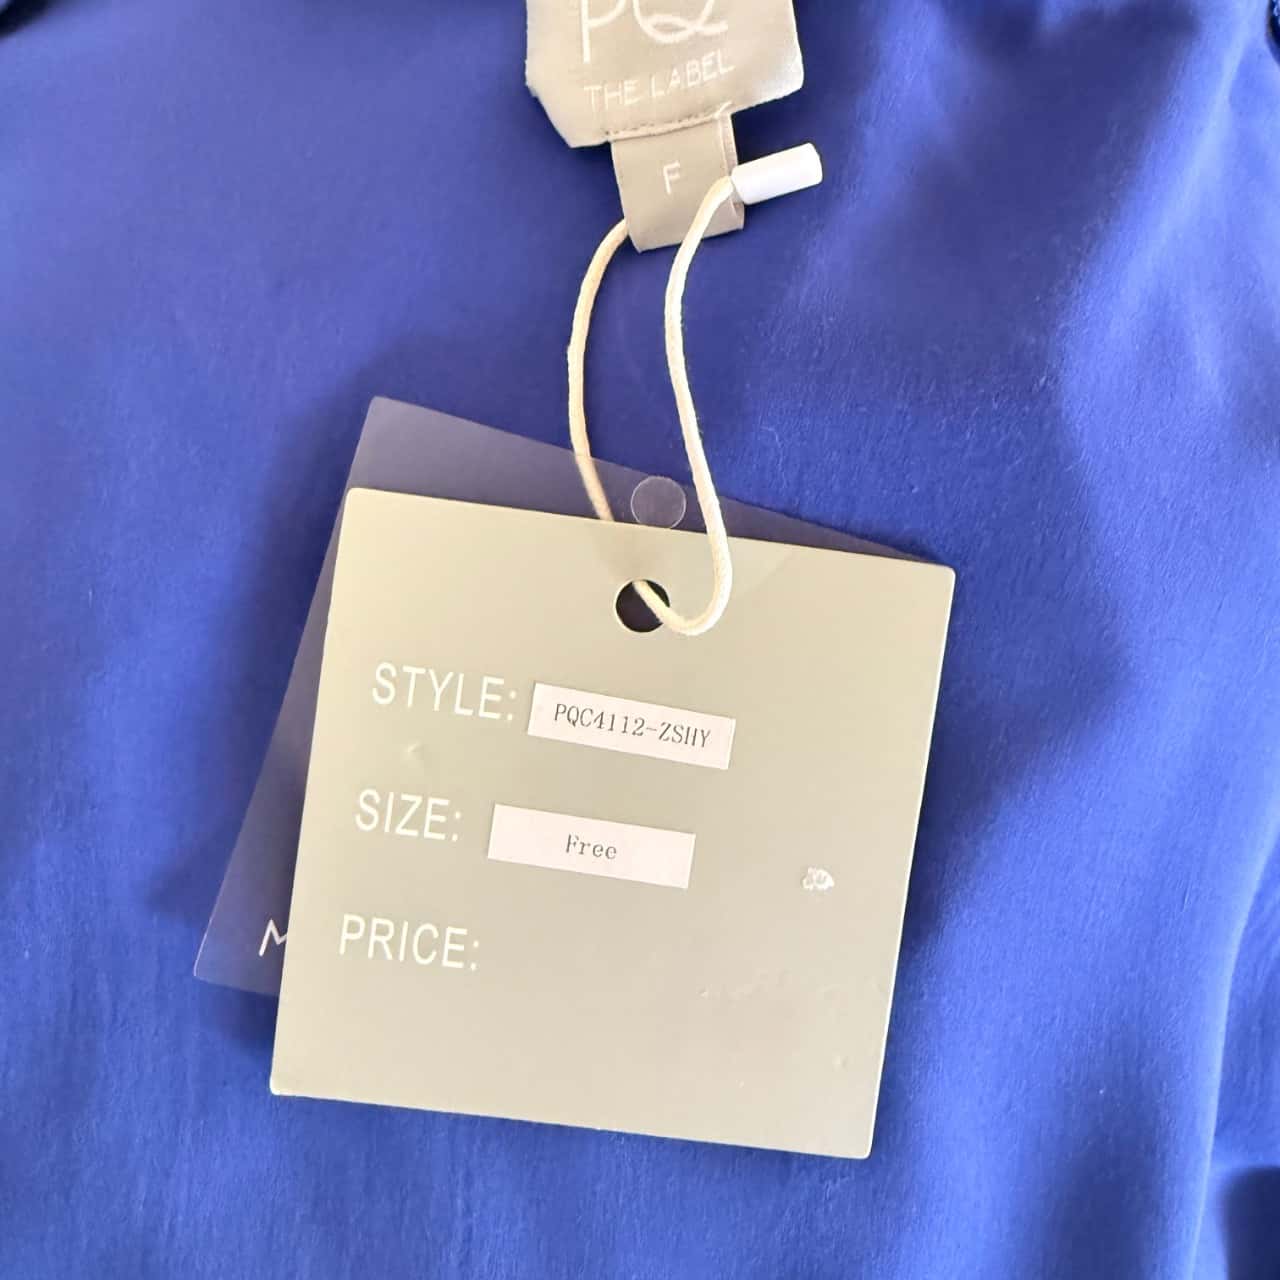 PQ
THE LABEL
F
STYLE: PQC4112-ZSHY
SIZE: Free
PRICE: